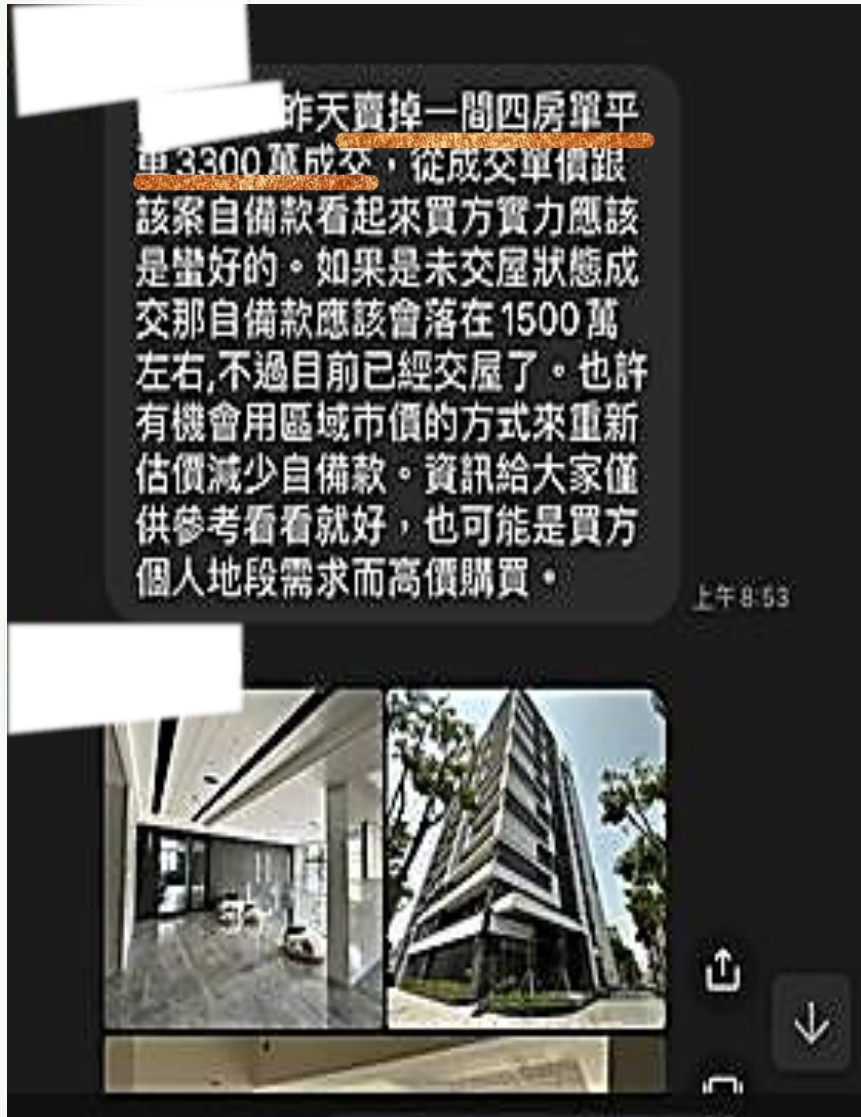 昨天賣掉一間四房單平
車3300萬成交，從成交單價跟
該案自備款看起來買方實力應該
是蠻好的。如果是未交屋狀態成
交那自備款應該會落在1500萬
左右,不過目前已經交屋了。也許
有機會用區域市價的方式來重新
估價減少自備款。資訊給大家僅
供參考看看就好，也可能是買方
個人地段需求而高價購買。
上午8:53